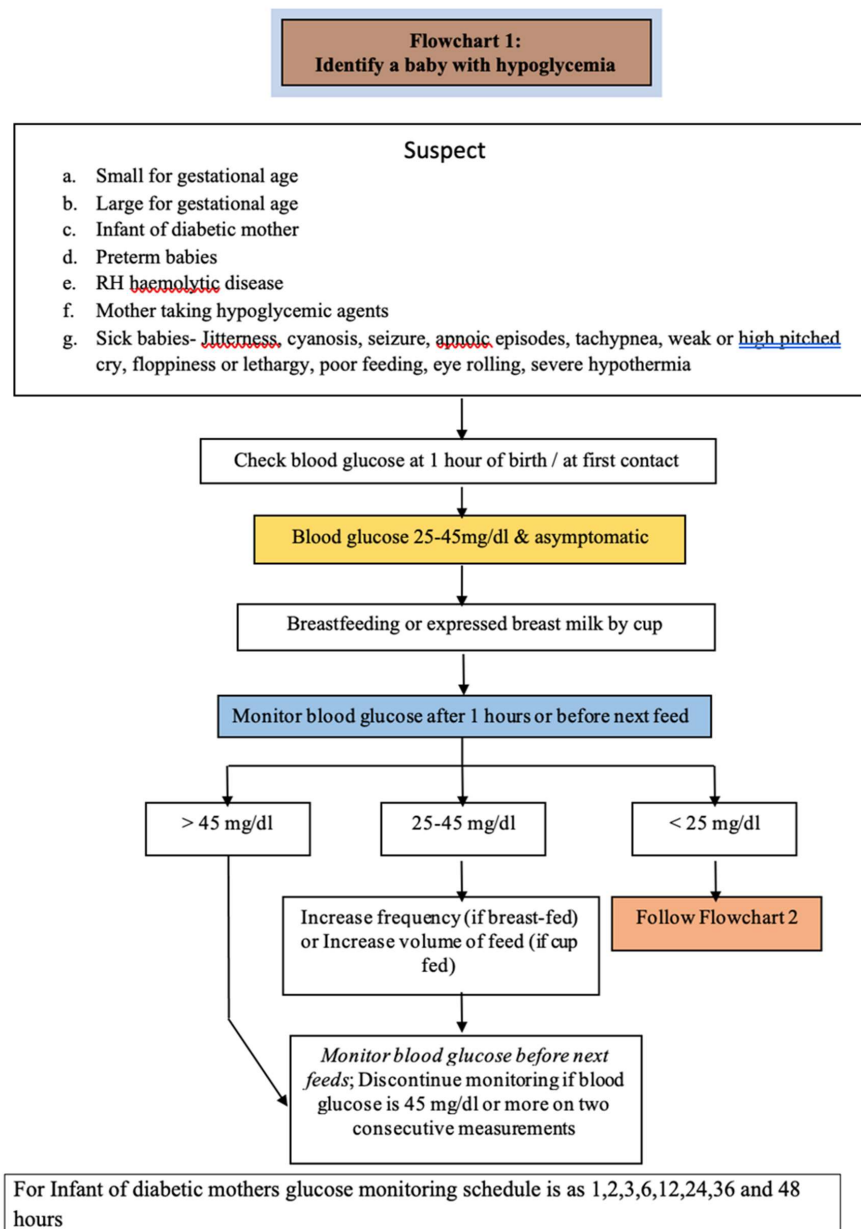 Flowchart 1:
Identify a baby with hypoglycemia
Suspect
a. Small for gestational age
b. Large for gestational age
c. Infant of diabetic mother
d. Preterm babies
e. RH haemolytic disease
f. Mother taking hypoglycemic agents
g. Sick babies- Jitterness, cyanosis, seizure, apnoic episodes, tachypnea, weak or high pitched
cry, floppiness or lethargy, poor feeding, eye rolling, severe hypothermia
Check blood glucose at 1 hour of birth / at first contact
Blood glucose 25-45mg/dl & asymptomatic
Breastfeeding or expressed breast milk by cup
Monitor blood glucose after 1 hours or before next feed
> 45 mg/dl
25-45 mg/dl
< 25 mg/dl
Increase frequency (if breast-fed)
or Increase volume of feed (if cup
fed)
Follow Flowchart 2
Monitor blood glucose before next
feeds; Discontinue monitoring if blood
glucose is 45 mg/dl or more on two
consecutive measurements
For Infant of diabetic mothers glucose monitoring schedule is as 1,2,3,6,12,24,36 and 48
hours